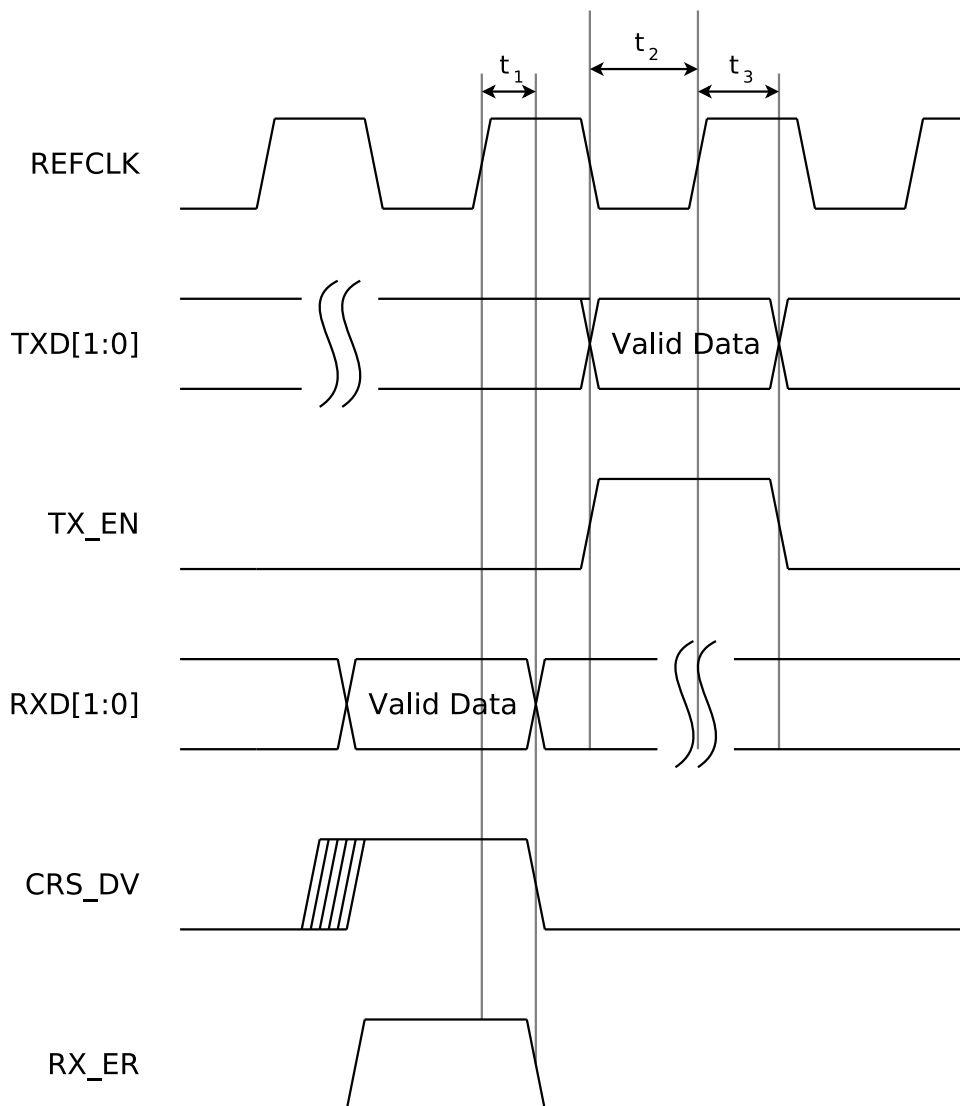 t1
t2
t3
REFCLK
TXD[1:0]
Valid Data
TX_EN
RXD[1:0]
Valid Data
CRS_DV
RX_ER